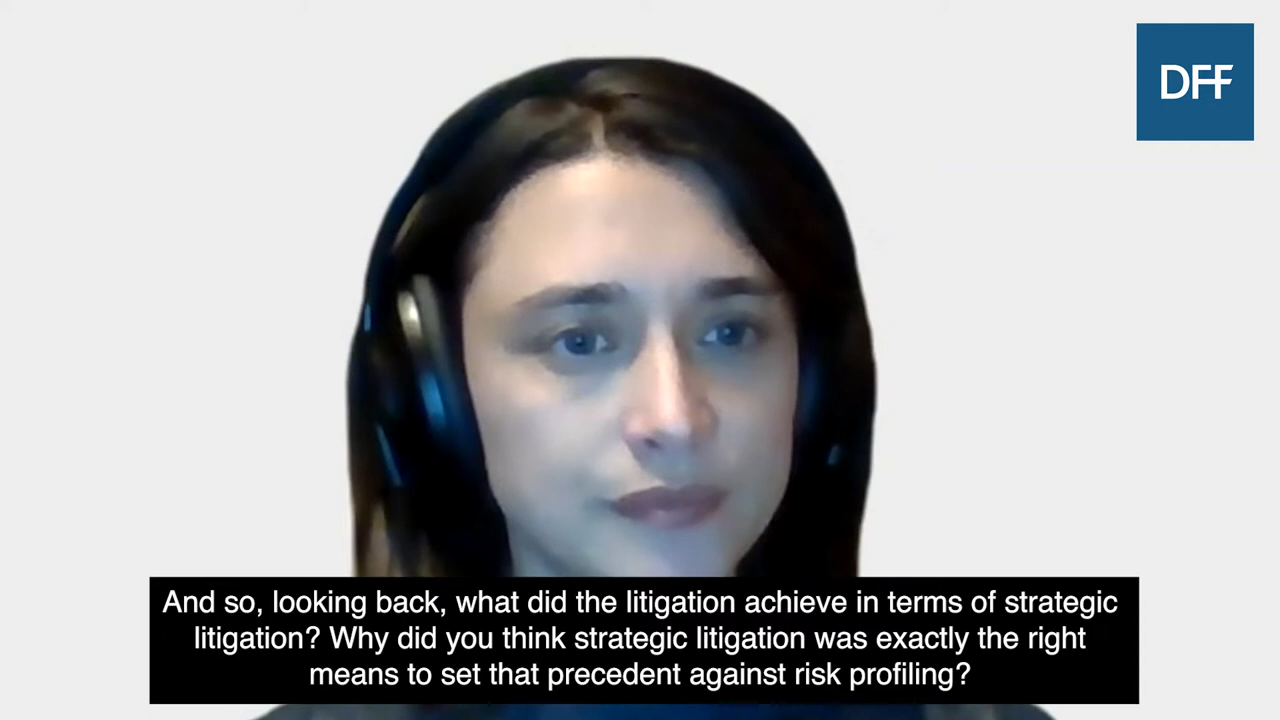 DFF
And so, looking back, what did the litigation achieve in terms of strategic
litigation? Why did you think strategic litigation was exactly the right
means to set that precedent against risk profiling?